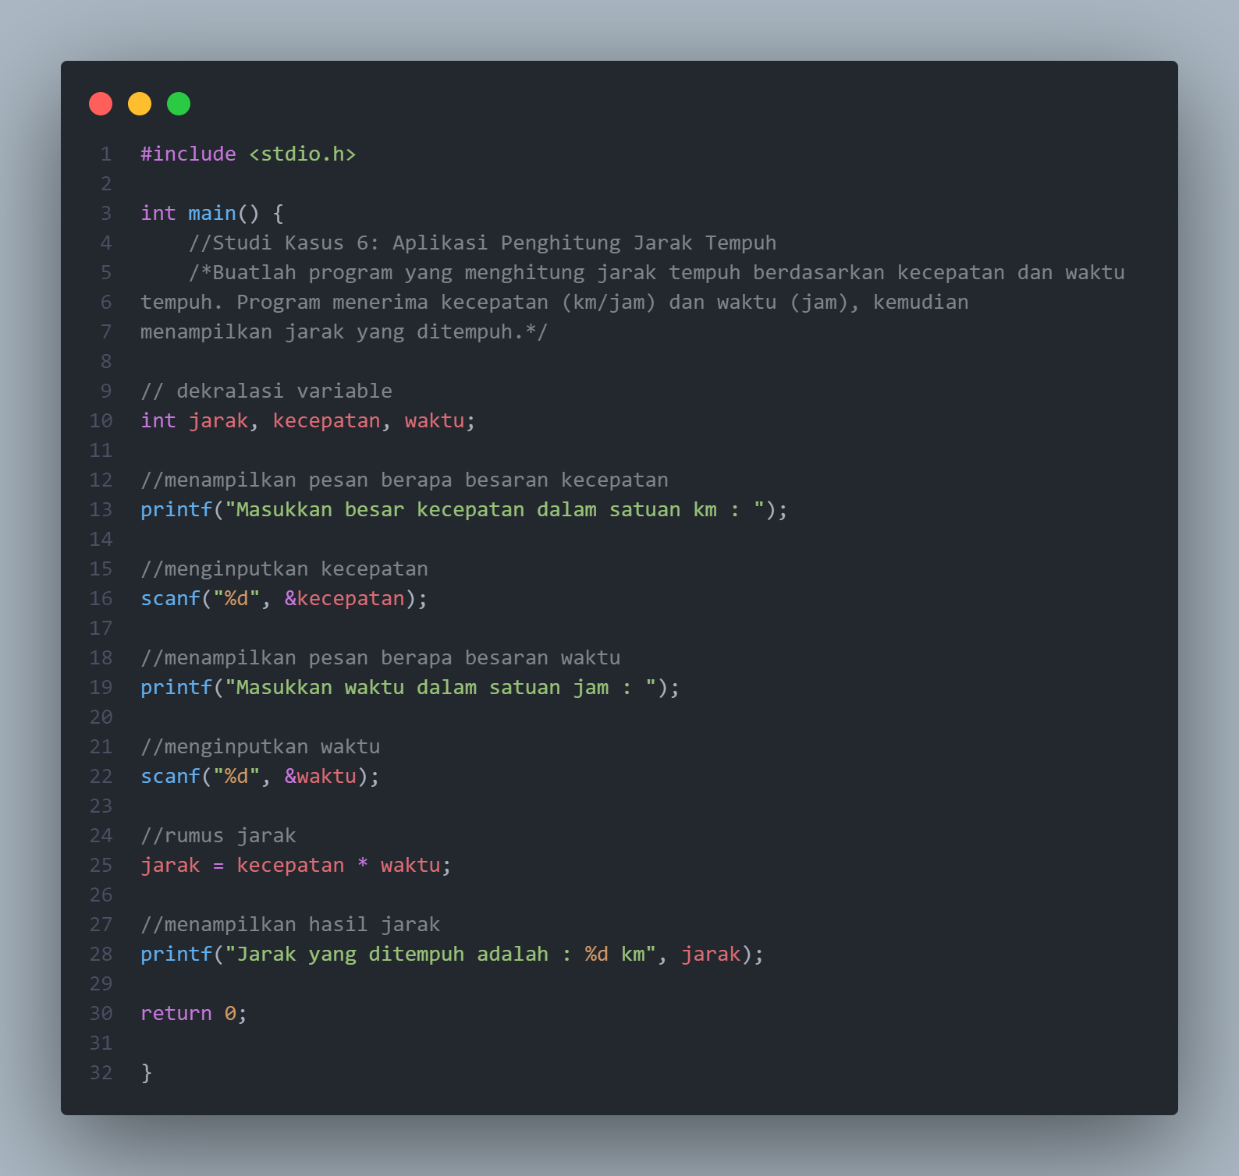 1 #include <stdio.h>
2
3 int main() {
4     //Studi Kasus 6: Aplikasi Penghitung Jarak Tempuh
5     /*Buatlah program yang menghitung jarak tempuh berdasarkan kecepatan dan waktu
6 tempuh. Program menerima kecepatan (km/jam) dan waktu (jam), kemudian
7 menampilkan jarak yang ditempuh.*/
8
9 // dekralasi variable
10 int jarak, kecepatan, waktu;
11
12 //menampilkan pesan berapa besaran kecepatan
13 printf("Masukkan besar kecepatan dalam satuan km : ");
14
15 //menginputkan kecepatan
16 scanf("%d", &kecepatan);
17
18 //menampilkan pesan berapa besaran waktu
19 printf("Masukkan waktu dalam satuan jam : ");
20
21 //menginputkan waktu
22 scanf("%d", &waktu);
23
24 //rumus jarak
25 jarak = kecepatan * waktu;
26
27 //menampilkan hasil jarak
28 printf("Jarak yang ditempuh adalah : %d km", jarak);
29
30 return 0;
31
32 }